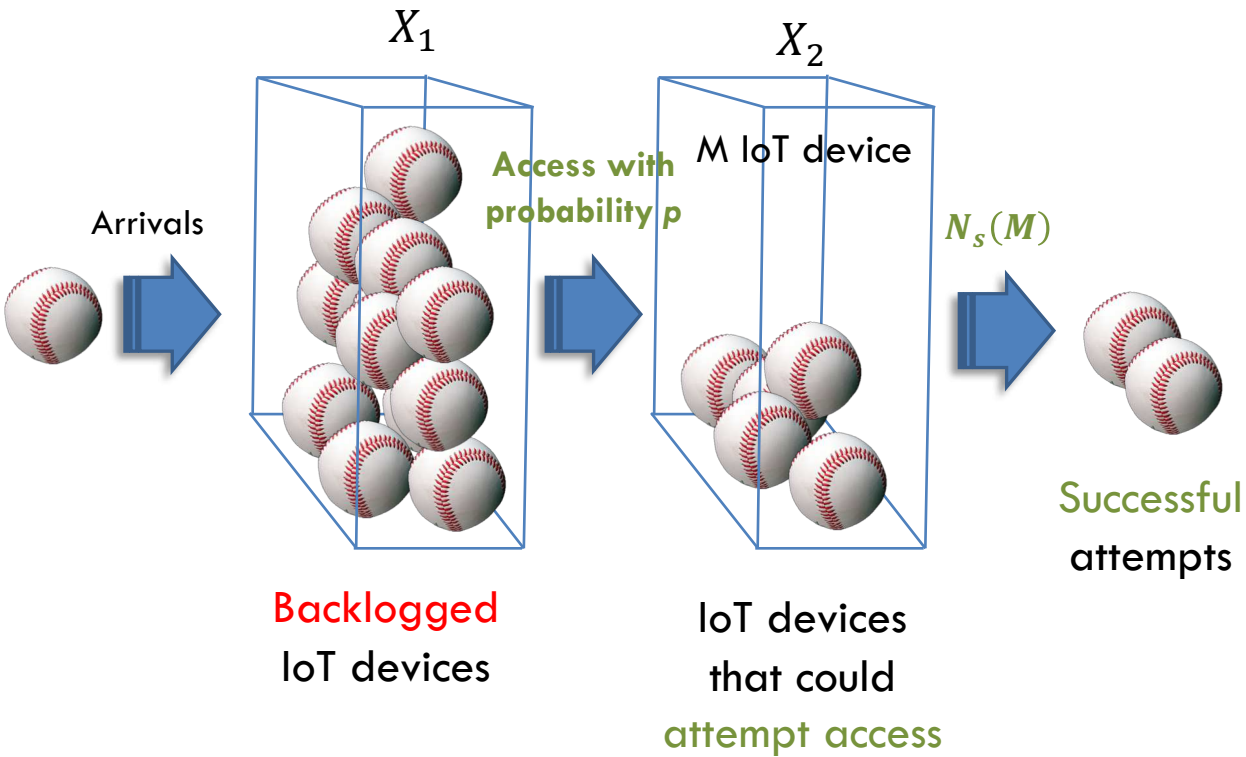 X₁
X₂
Arrivals
Access with
probability p
M IoT device
Nₛ(M)
Successful
attempts
Backlogged
IoT devices
IoT devices
that could
attempt access